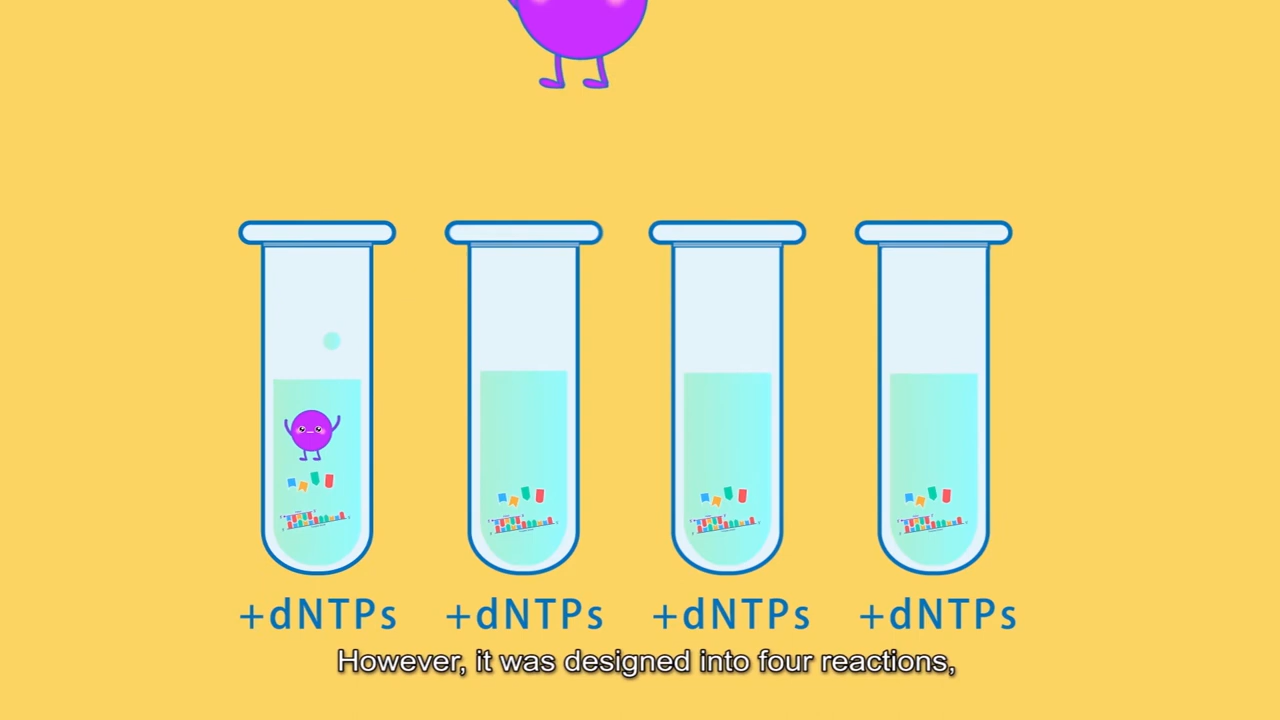 +dNTPs +dNTPs +dNTPs +dNTPs
However, it was designed into four reactions,